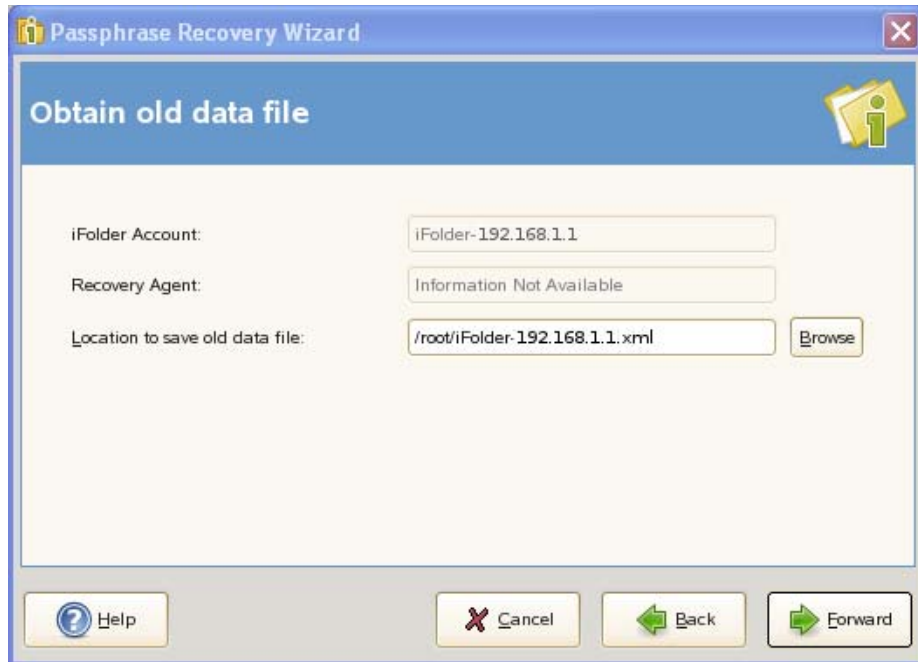 Passphrase Recovery Wizard
Obtain old data file
iFolder Account: iFolder-192.168.1.1
Recovery Agent: Information Not Available
Location to save old data file: /root/iFolder-192.168.1.1.xml Browse
Help Cancel Back Forward